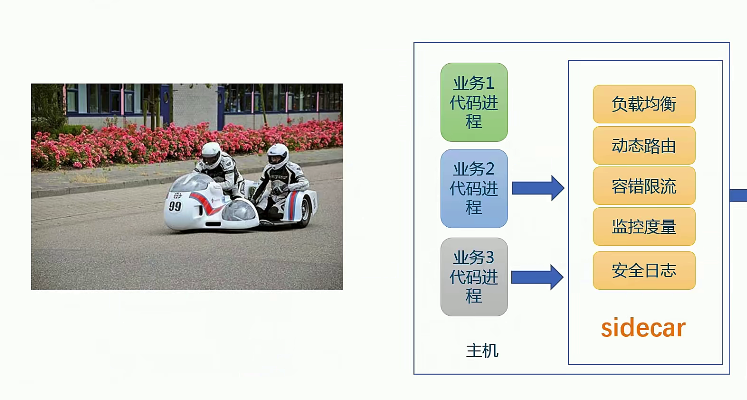 99
业务1
代码进
程
业务2
代码进
程
业务3
代码进
程
主机
负载均衡
动态路由
容错限流
监控度量
安全日志
sidecar